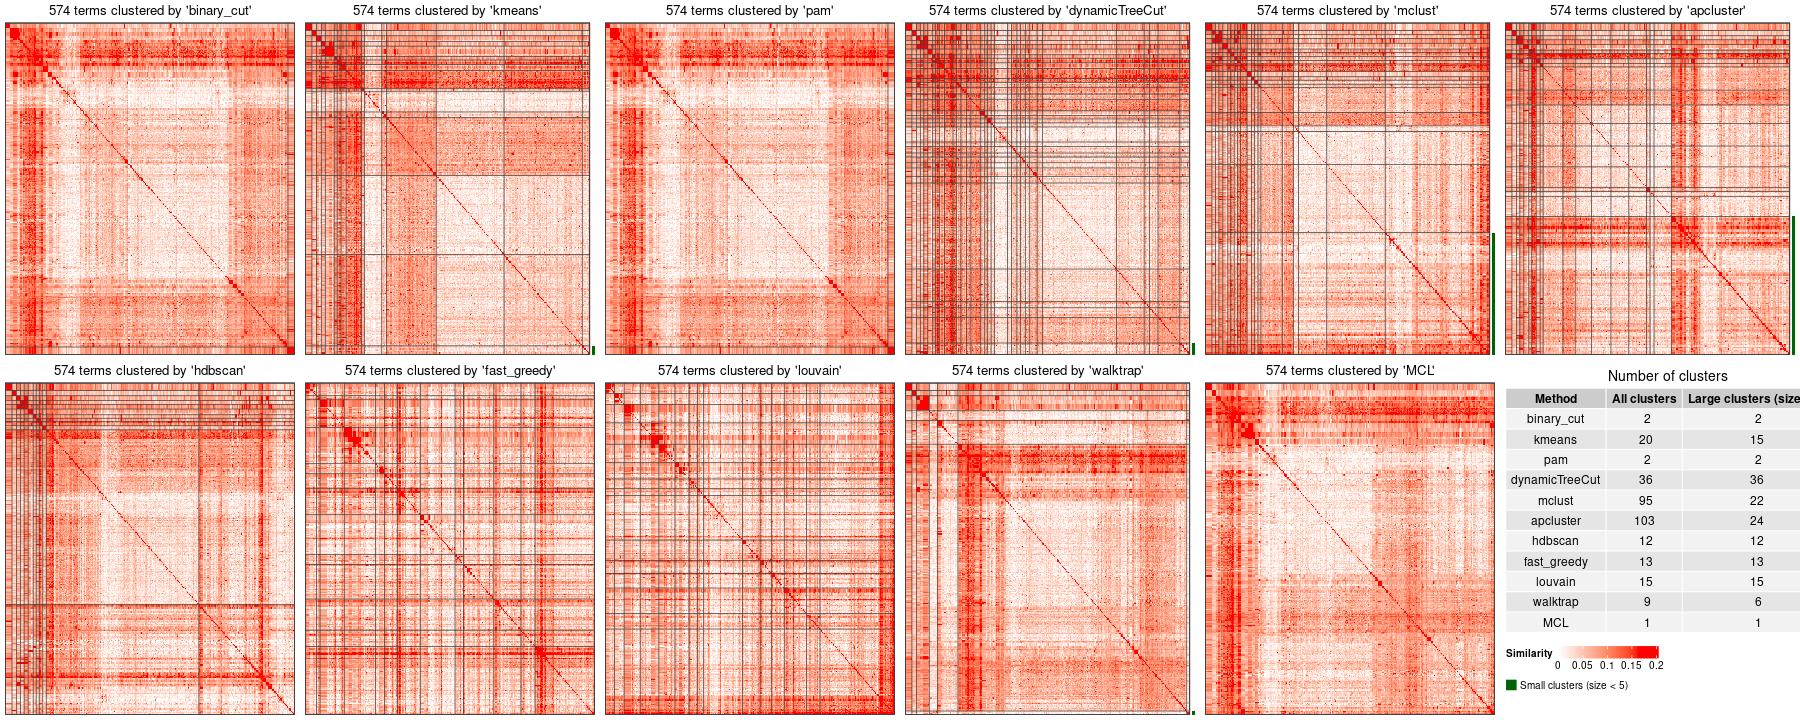 574 terms clustered by 'binary_cut'
574 terms clustered by 'kmeans'
574 terms clustered by 'pam'
574 terms clustered by 'dynamicTreeCut'
574 terms clustered by 'mclust'
574 terms clustered by 'apcluster'
574 terms clustered by 'hdbscan'
574 terms clustered by 'fast_greedy'
574 terms clustered by 'louvain'
574 terms clustered by 'walktrap'
574 terms clustered by 'MCL'
Number of clusters
Method All clusters Large clusters (size
binary_cut 2 2
kmeans 20 15
pam 2 2
dynamicTreeCut 36 36
mclust 95 22
apcluster 103 24
hdbscan 12 12
fast_greedy 13 13
louvain 15 15
walktrap 9 6
MCL 1 1
Similarity
0 0.05 0.1 0.15 0.2
Small clusters (size < 5)